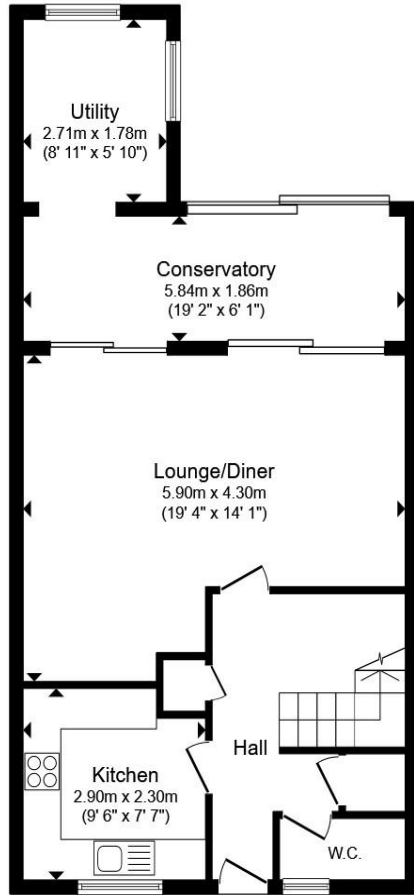 Utility
2.71m x 1.78m
(8' 11" x 5' 10")
Conservatory
5.84m x 1.86m
(19' 2" x 6' 1")
Lounge/Diner
5.90m x 4.30m
(19' 4" x 14' 1")
Hall
Kitchen
2.90m x 2.30m
(9' 6" x 7' 7")
W.C.